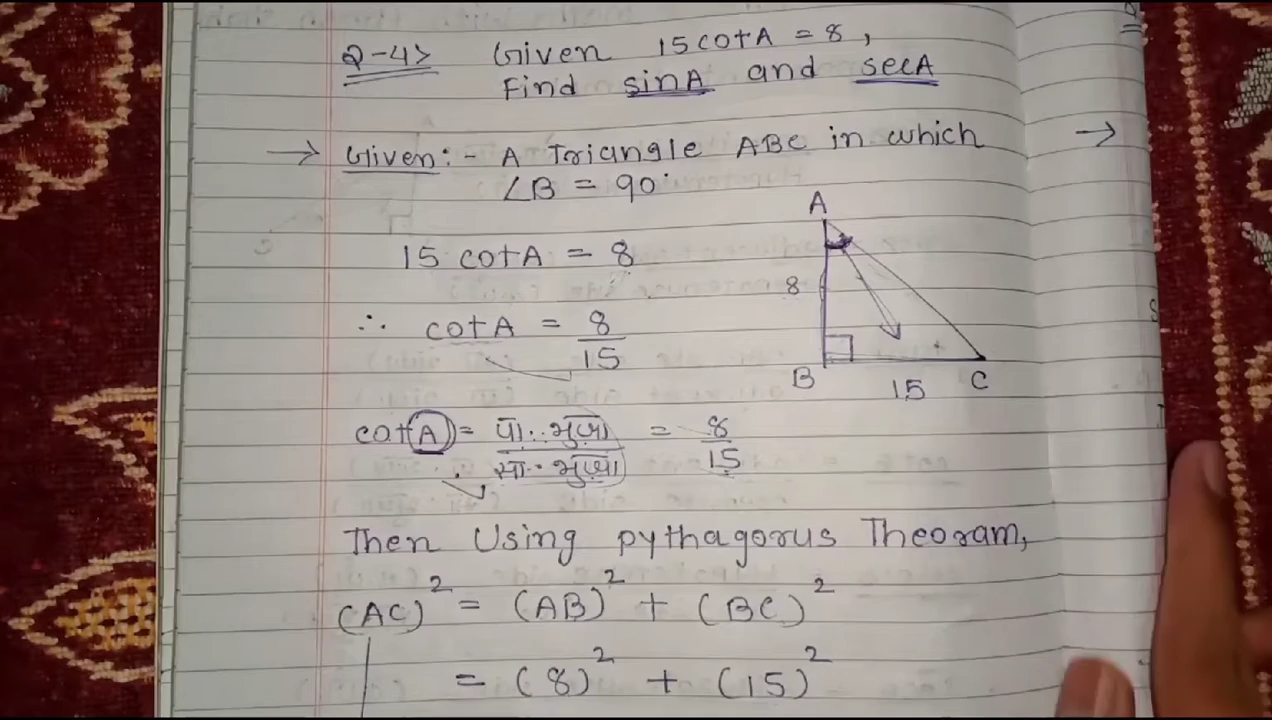 Q-4> Given 15cotA = 8,
Find sinA and secA
→ Given:- A Triangle ABC in which →
∠B = 90°
A
15 cotA = 8
8
∴ cotA = 8/15
B 15 C
cotA = पा. भुजा / सा. भुजा = 8/15
Then Using pythagorus Theoram,
(AC)² = (AB)² + (BC)²
= (8)² + (15)²